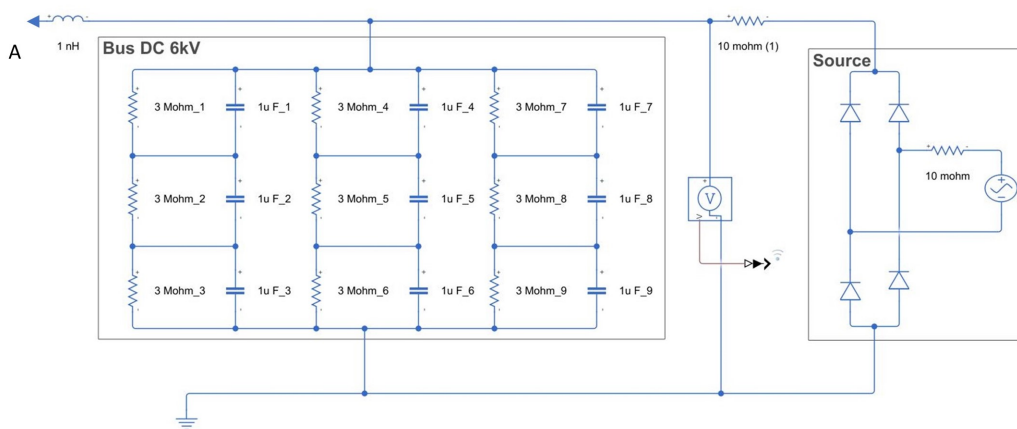 A
1 nH
Bus DC 6kV
10 mohm (1)
Source
3 Mohm_1 1u F_1 3 Mohm_4 1u F_4 3 Mohm_7 1u F_7
3 Mohm_2 1u F_2 3 Mohm_5 1u F_5 3 Mohm_8 1u F_8
3 Mohm_3 1u F_3 3 Mohm_6 1u F_6 3 Mohm_9 1u F_9
V
V
10 mohm